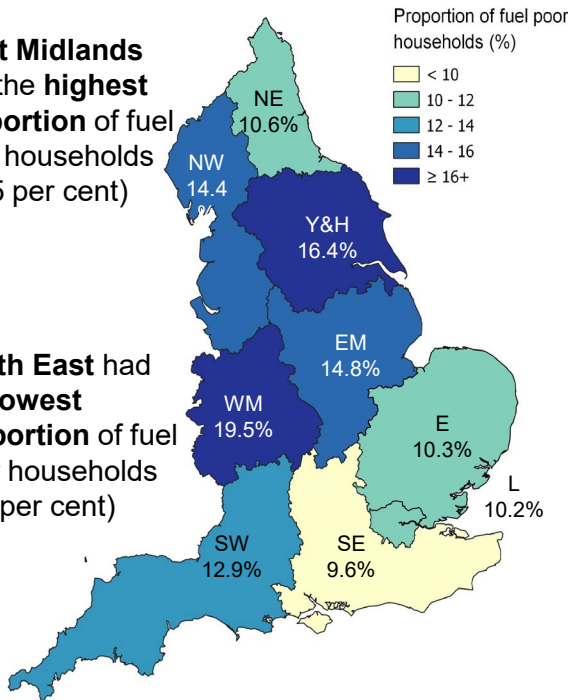 t Midlands
the highest
portion of fuel
households
5 per cent)
th East had
owest
portion of fuel
households
per cent)
Proportion of fuel poor
households (%)
< 10
10 - 12
12 - 14
14 - 16
≥ 16+
NE
10.6%
NW
14.4
%
Y&H
16.4%
EM
14.8%
WM
19.5%
E
10.3%
L
10.2%
SW
12.9%
SE
9.6%